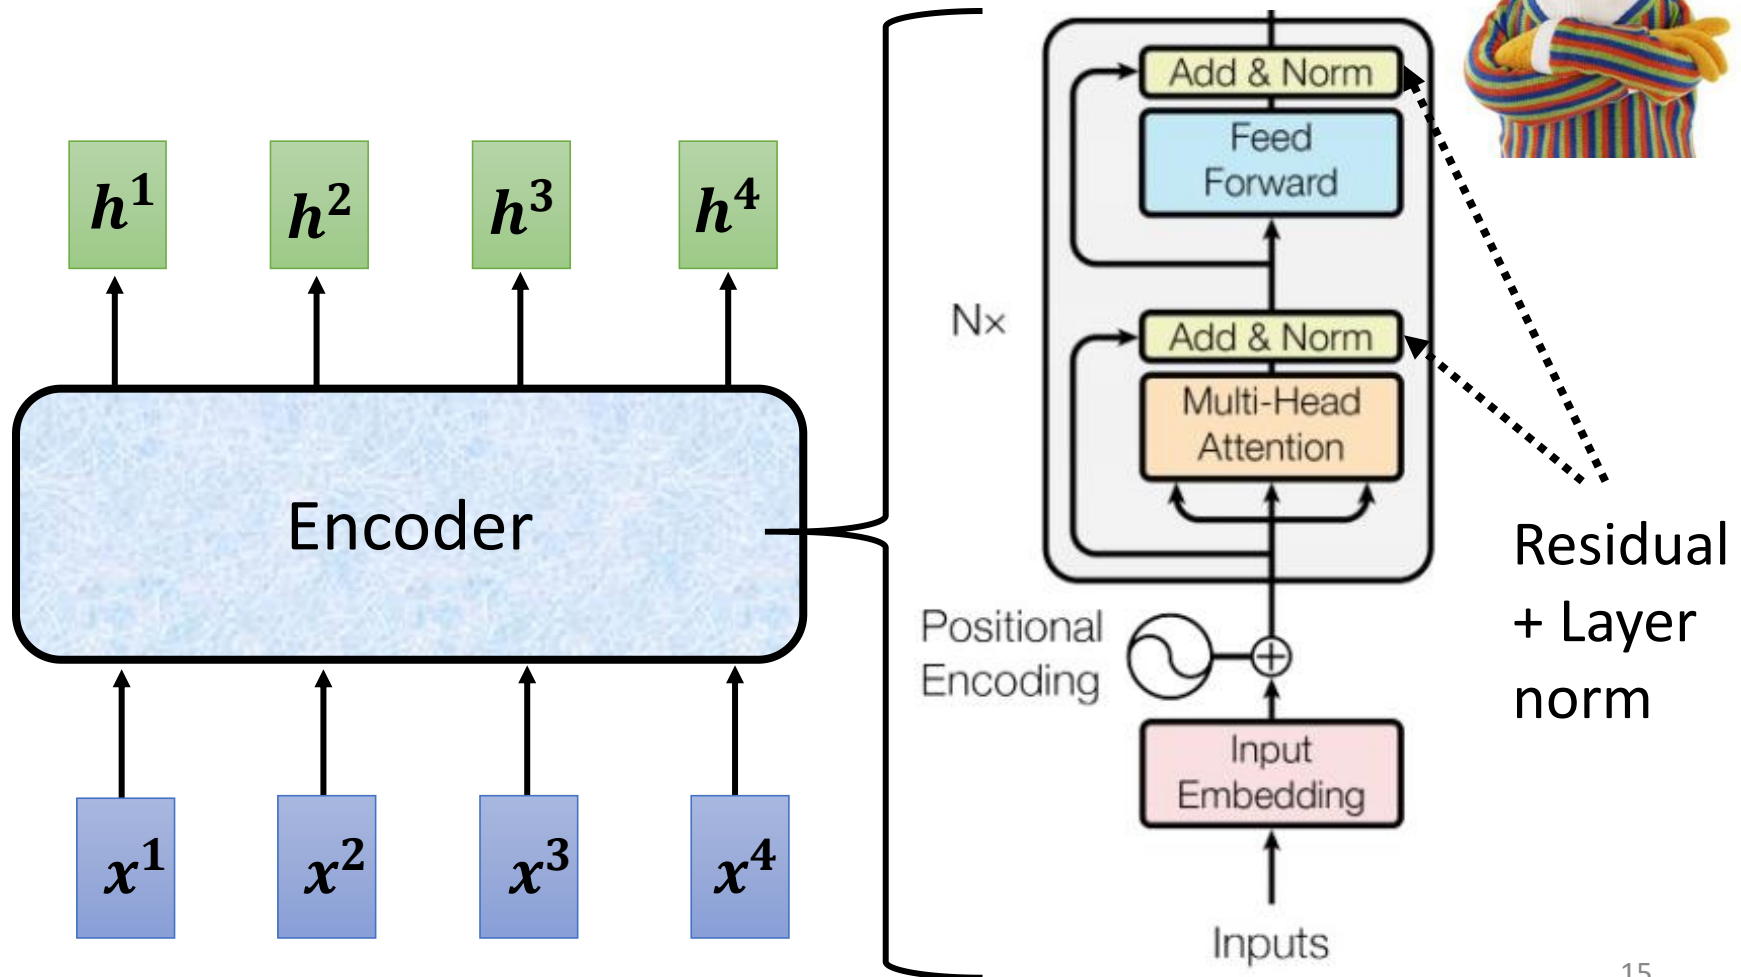 h¹ h² h³ h⁴
Encoder
x¹ x² x³ x⁴
Add & Norm
Feed
Forward
N×
Add & Norm
Multi-Head
Attention
Positional
Encoding
Input
Embedding
Inputs
Residual
+ Layer
norm
15